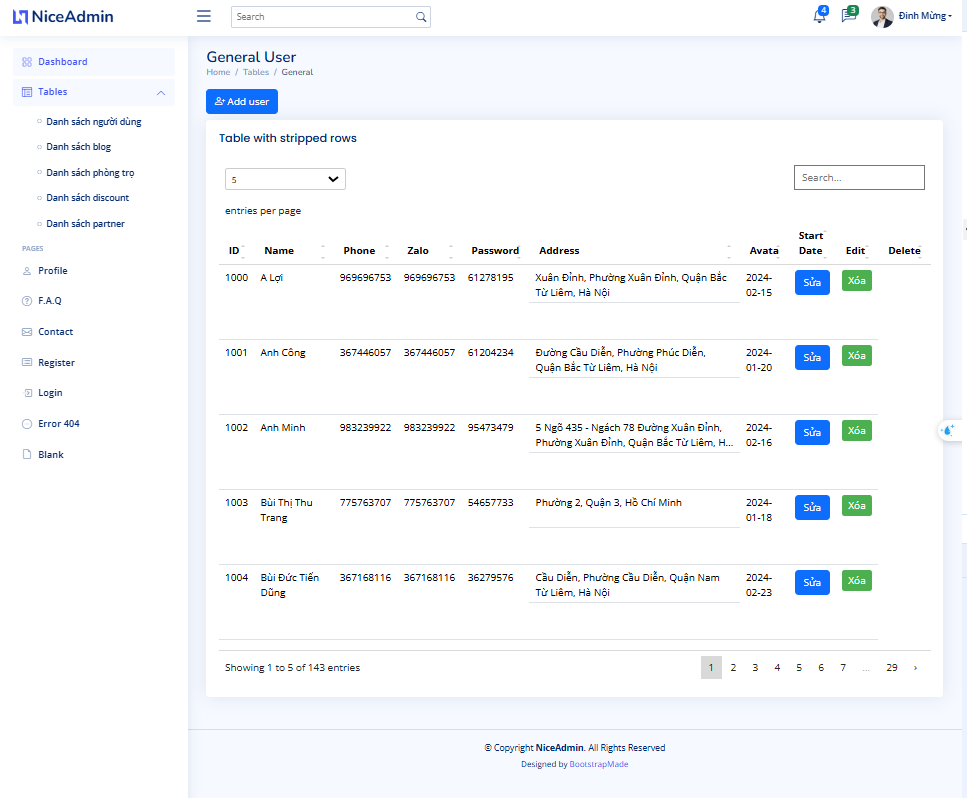 NiceAdmin
Search
4
3
Đinh Mừng
Dashboard
Tables
Danh sách người dùng
Danh sách blog
Danh sách phòng trọ
Danh sách discount
Danh sách partner
PAGES
Profile
F.A.Q
Contact
Register
Login
Error 404
Blank
General User
Home / Tables / General
Add user
Table with stripped rows
5
Search...
entries per page
ID Name Phone Zalo Password Address Avata Start Date Edit Delete
1000 A Lợi 969696753 969696753 61278195 Xuân Đỉnh, Phường Xuân Đỉnh, Quận Bắc 2024- Sửa Xóa
Từ Liêm, Hà Nội 02-15
1001 Anh Công 367446057 367446057 61204234 Đường Cầu Diễn, Phường Phúc Diễn, 2024- Sửa Xóa
Quận Bắc Từ Liêm, Hà Nội 01-20
1002 Anh Minh 983239922 983239922 95473479 5 Ngõ 435 - Ngách 78 Đường Xuân Đỉnh, 2024- Sửa Xóa
Phường Xuân Đỉnh, Quận Bắc Từ Liêm, H... 02-16
1003 Bùi Thị Thu 775763707 775763707 54657733 Phường 2, Quận 3, Hồ Chí Minh 2024- Sửa Xóa
Trang 01-18
1004 Bùi Đức Tiến 367168116 367168116 36279576 Cầu Diễn, Phường Cầu Diễn, Quận Nam 2024- Sửa Xóa
Dũng Từ Liêm, Hà Nội 02-23
Showing 1 to 5 of 143 entries
1 2 3 4 5 6 7 ... 29 ›
© Copyright NiceAdmin. All Rights Reserved
Designed by BootstrapMade